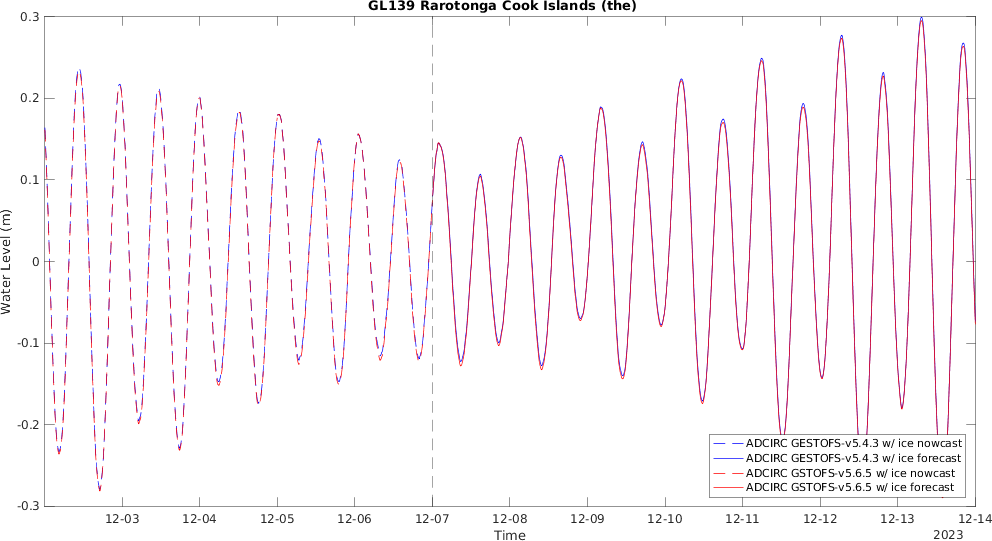 GL139 Rarotonga Cook Islands (the)
0.3
0.2
0.1
0
-0.1
-0.2
-0.3
Water Level (m)
12-03
12-04
12-05
12-06
12-07
12-08
12-09
12-10
12-11
12-12
12-13
12-14
Time
2023
ADCIRC GESTOFS-v5.4.3 w/ ice nowcast
ADCIRC GESTOFS-v5.4.3 w/ ice forecast
ADCIRC GSTOFS-v5.6.5 w/ ice nowcast
ADCIRC GSTOFS-v5.6.5 w/ ice forecast